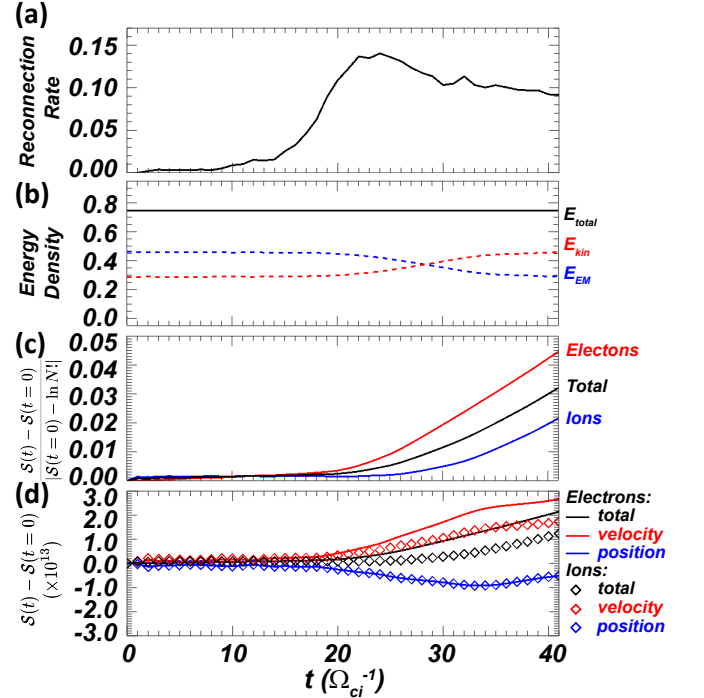 (a)
Reconnection
Rate
0.15
0.10
0.05
0.00
(b)
Energy
Density
0.8
0.6
0.4
0.2
0.0
E_total
E_kin
E_EM
(c)
S(t) − S(t = 0)
|S(t = 0) − ln N!|
0.05
0.04
0.03
0.02
0.01
0.00
Electons
Total
Ions
(d)
S(t) − S(t = 0)
(×10^13)
3.0
2.0
1.0
0.0
-1.0
-2.0
-3.0
Electrons:
total
velocity
position
Ions:
total
velocity
position
0 10 20 30 40
t (Ω_ci^-1)